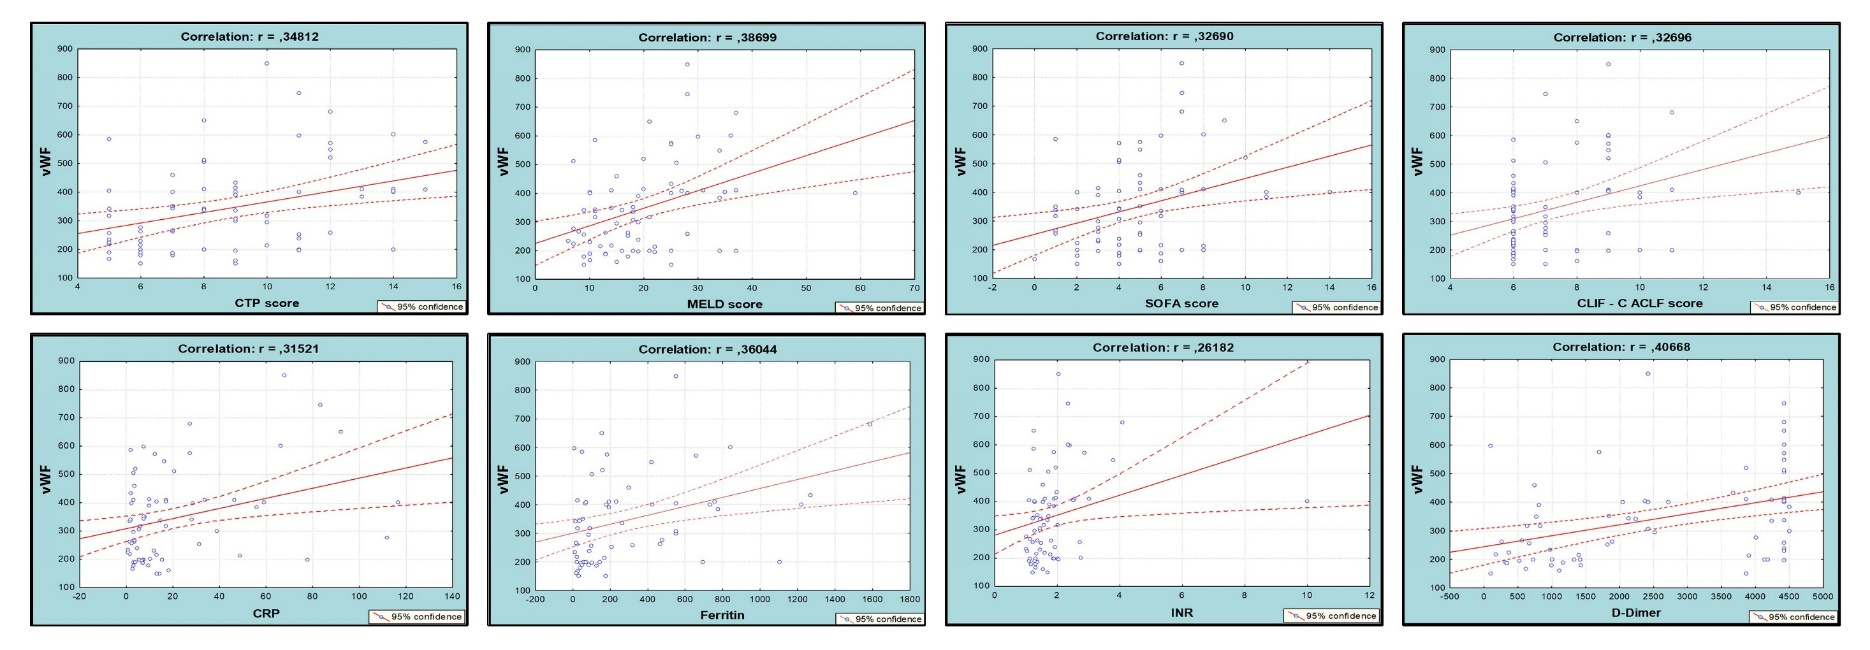 Correlation: r = ,34812
900
800
700
600
500
400
300
200
100
vWF
4 6 8 10 12 14 16
CTP score
95% confidence
Correlation: r = ,38699
900
800
700
600
500
400
300
200
100
vWF
0 10 20 30 40 50 60 70
MELD score
95% confidence
Correlation: r = ,32690
900
800
700
600
500
400
300
200
100
vWF
-2 0 2 4 6 8 10 12 14 16
SOFA score
95% confidence
Correlation: r = ,32696
900
800
700
600
500
400
300
200
100
vWF
4 6 8 10 12 14 16
CLIF - C ACLF score
95% confidence
Correlation: r = ,31521
900
800
700
600
500
400
300
200
100
vWF
-20 0 20 40 60 80 100 120 140
CRP
95% confidence
Correlation: r = ,36044
900
800
700
600
500
400
300
200
100
vWF
-200 0 200 400 600 800 1000 1200 1400 1600 1800
Ferritin
95% confidence
Correlation: r = ,26182
900
800
700
600
500
400
300
200
100
vWF
0 2 4 6 8 10 12
INR
95% confidence
Correlation: r = ,40668
900
800
700
600
500
400
300
200
100
vWF
-500 0 500 1000 1500 2000 2500 3000 3500 4000 4500 5000
D-Dimer
95% confidence